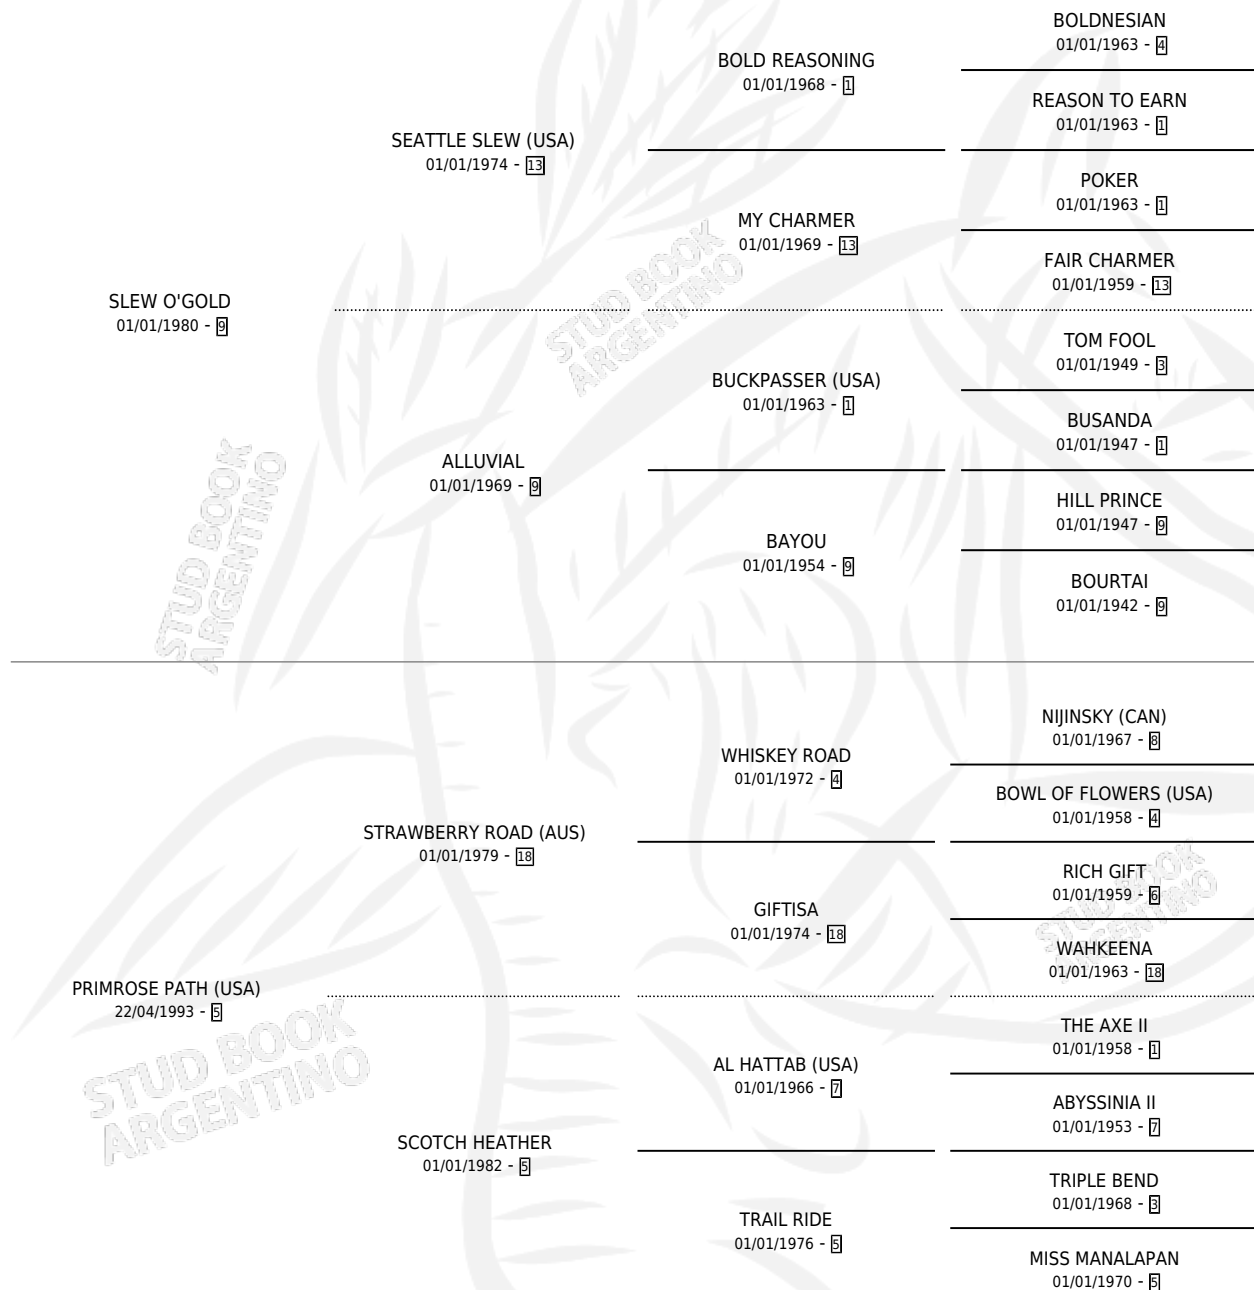 BOLDNESIAN
01/01/1963 - 4
BOLD REASONING
01/01/1968 - 1
REASON TO EARN
01/01/1963 - 1
SEATTLE SLEW (USA)
01/01/1974 - 13
POKER
01/01/1963 - 1
MY CHARMER
01/01/1969 - 13
FAIR CHARMER
01/01/1959 - 13
SLEW O'GOLD
01/01/1980 - 9
STUD BOOK
ARGENTINO
TOM FOOL
01/01/1949 - 3
BUCKPASSER (USA)
01/01/1963 - 1
BUSANDA
01/01/1947 - 1
ALLUVIAL
01/01/1969 - 9
HILL PRINCE
01/01/1947 - 9
BAYOU
01/01/1954 - 9
BOURTAI
01/01/1942 - 9
STUD BOOK
ARGENTINO
NIJINSKY (CAN)
01/01/1967 - 8
WHISKEY ROAD
01/01/1972 - 4
BOWL OF FLOWERS (USA)
01/01/1958 - 4
STRAWBERRY ROAD (AUS)
01/01/1979 - 18
RICH GIFT
01/01/1959 - 6
GIFTISA
01/01/1974 - 18
STUD BOOK
ARGENTINO
WAHKEENA
01/01/1963 - 18
PRIMROSE PATH (USA)
22/04/1993 - 5
STUD BOOK
ARGENTINO
THE AXE II
01/01/1958 - 1
AL HATTAB (USA)
01/01/1966 - 7
ABYSSINIA II
01/01/1953 - 7
SCOTCH HEATHER
01/01/1982 - 5
TRIPLE BEND
01/01/1968 - 3
TRAIL RIDE
01/01/1976 - 5
MISS MANALAPAN
01/01/1970 - 5